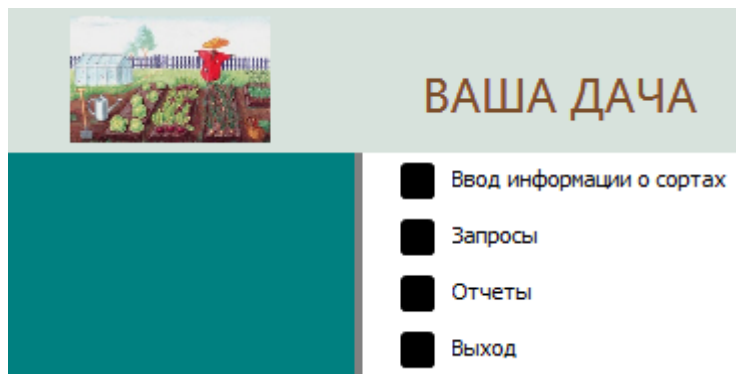 ВАША ДАЧА
Ввод информации о сортах
Запросы
Отчеты
Выход